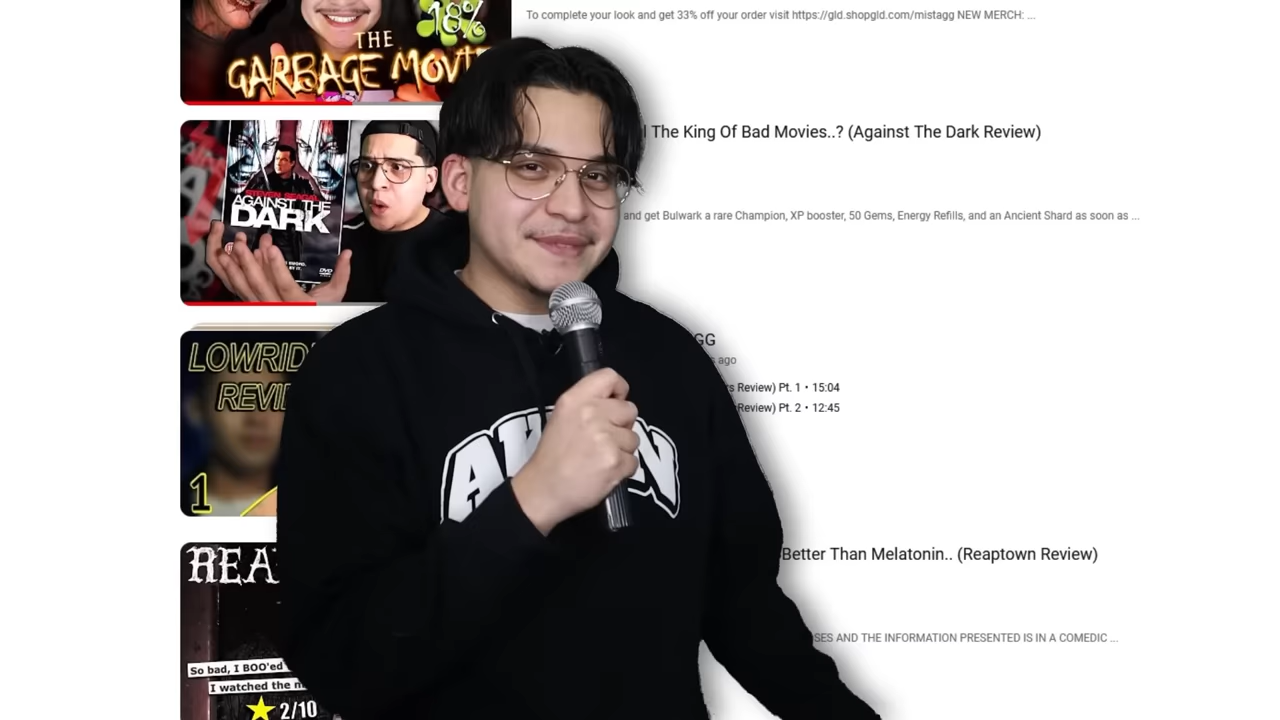 18%
To complete your look and get 33% off your order visit https://gld.shopgld.com/mistagg NEW MERCH: ...
THE
GARBAGE
l The King Of Bad Movies..? (Against The Dark Review)
STEVEN SEAGAL
AGAINST THE
DARK
and get Bulwark a rare Champion, XP booster, 50 Gems, Energy Refills, and an Ancient Shard as soon as ...
DVD
GG
ago
LOWRID
Review) Pt. 1 • 15:04
REVIE
Review) Pt. 2 • 12:45
1
REA
Better Than Melatonin.. (Reaptown Review)
SES AND THE INFORMATION PRESENTED IS IN A COMEDIC ...
So bad, I BOO'ed
I watched the
2/10